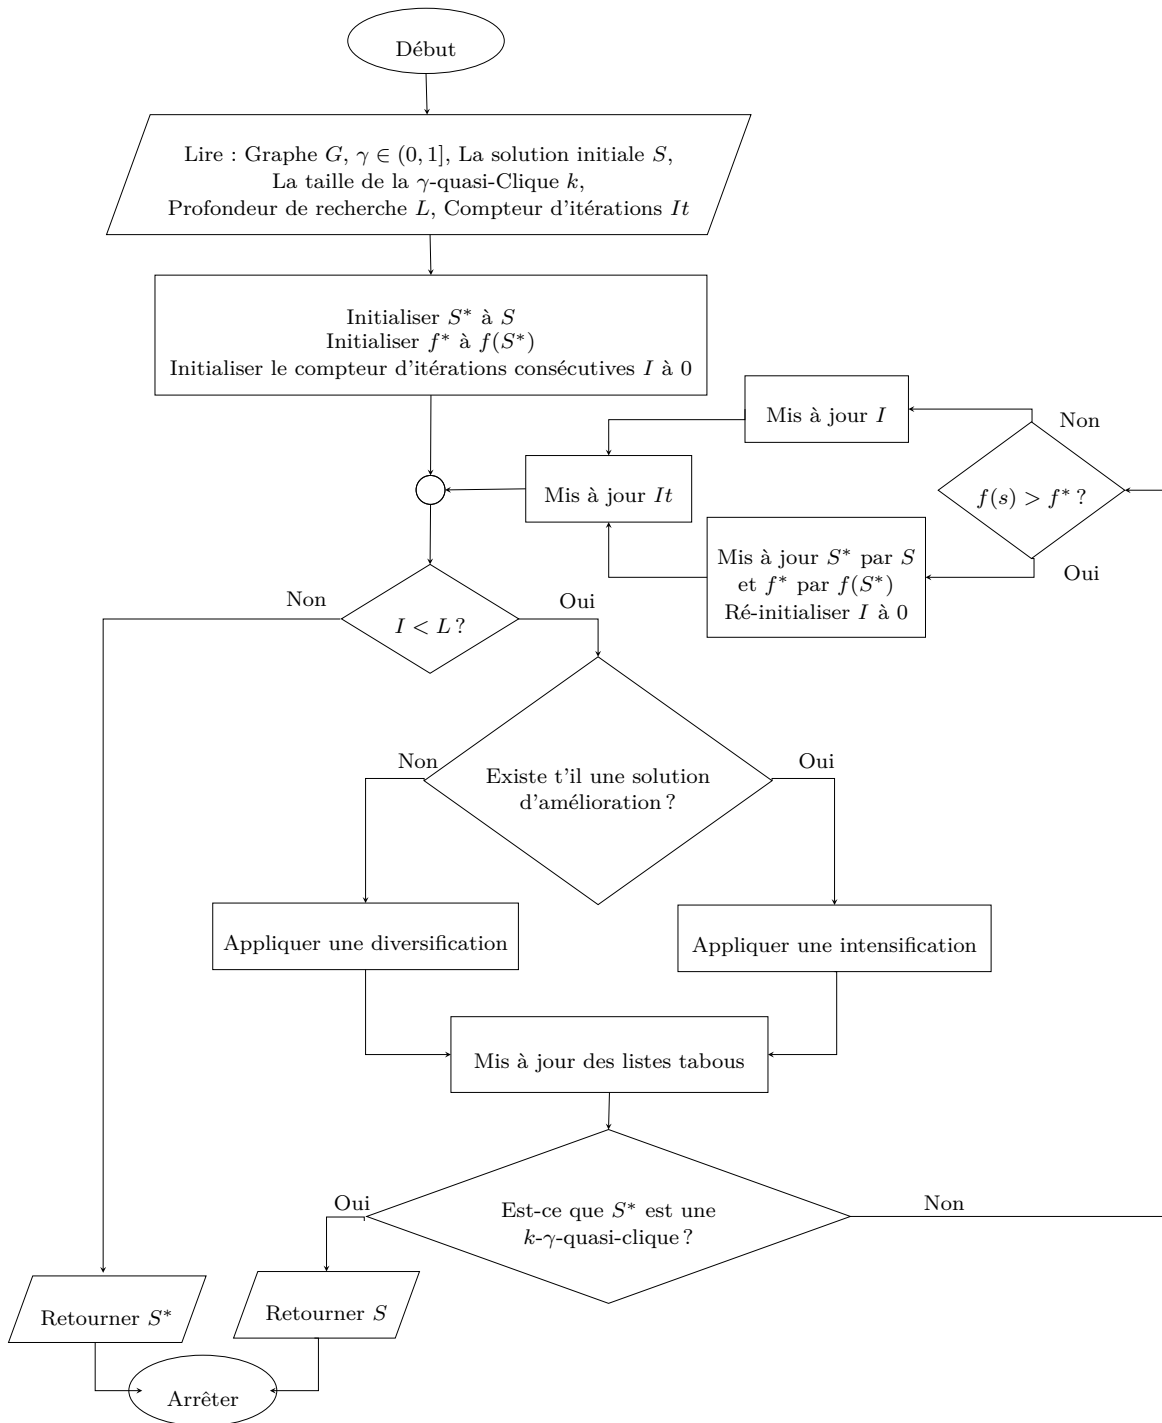 Début
Lire : Graphe G, γ ∈ (0, 1], La solution initiale S,
La taille de la γ-quasi-Clique k,
Profondeur de recherche L, Compteur d'itérations It
Initialiser S* à S
Initialiser f* à f(S*)
Initialiser le compteur d'itérations consécutives I à 0
Mis à jour I
Non
Mis à jour It
f(s) > f* ?
Mis à jour S* par S
et f* par f(S*)
Ré-initialiser I à 0
Oui
Non
Oui
I < L ?
Non
Oui
Existe t'il une solution
d'amélioration ?
Appliquer une diversification
Appliquer une intensification
Mis à jour des listes tabous
Oui
Non
Est-ce que S* est une
k-γ-quasi-clique ?
Retourner S*
Retourner S
Arrêter